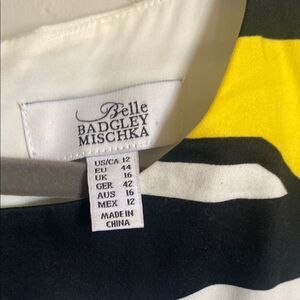 Belle
BADGLEY
MISCHKA
US/CA 12
EU 44
UK 16
GER 42
AUS 16
MEX 12
MADE IN
CHINA